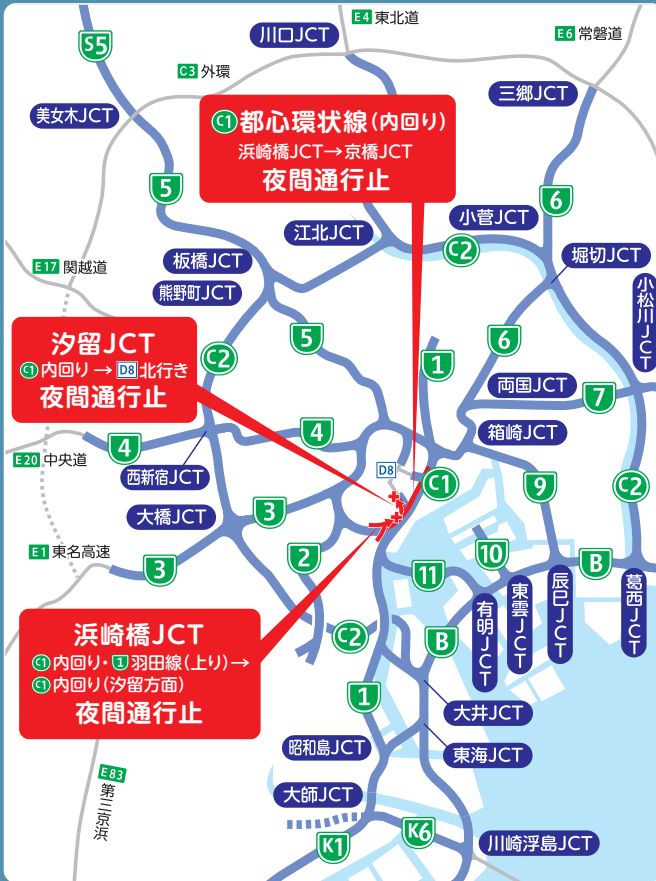 E4 東北道
川口JCT
E6 常磐道
S5
C3 外環
三郷JCT
美女木JCT
C1 都心環状線(内回り)
浜崎橋JCT→京橋JCT
夜間通行止
5
6
小菅JCT
江北JCT
C2
堀切JCT
板橋JCT
E17 関越道
熊野町JCT
小松川JCT
汐留JCT
C1 内回り → D8 北行き
夜間通行止
C2
5
6
1
両国JCT
7
箱崎JCT
4
4
E20 中央道
西新宿JCT
D8
C1
9
C2
大橋JCT
3
E1 東名高速
3
2
11
10
B
有明JCT
東雲JCT
辰巳JCT
葛西JCT
浜崎橋JCT
C1 内回り・1 羽田線(上り)→
C1 内回り(汐留方面)
夜間通行止
C2
B
1
大井JCT
昭和島JCT
東海JCT
E83
第三京浜
大師JCT
K1
K6
川崎浮島JCT